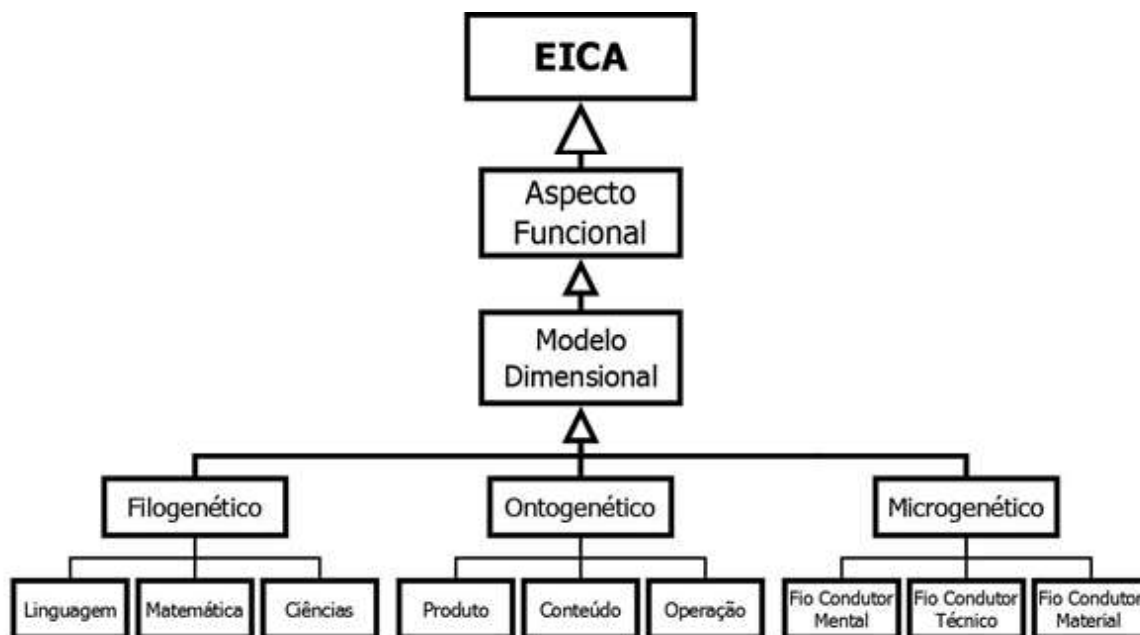 EICA
Aspecto
Funcional
Modelo
Dimensional
Filogenético
Ontogenético
Microgenético
Linguagem
Matemática
Ciências
Produto
Conteúdo
Operação
Fio Condutor
Mental
Fio Condutor
Técnico
Fio Condutor
Material